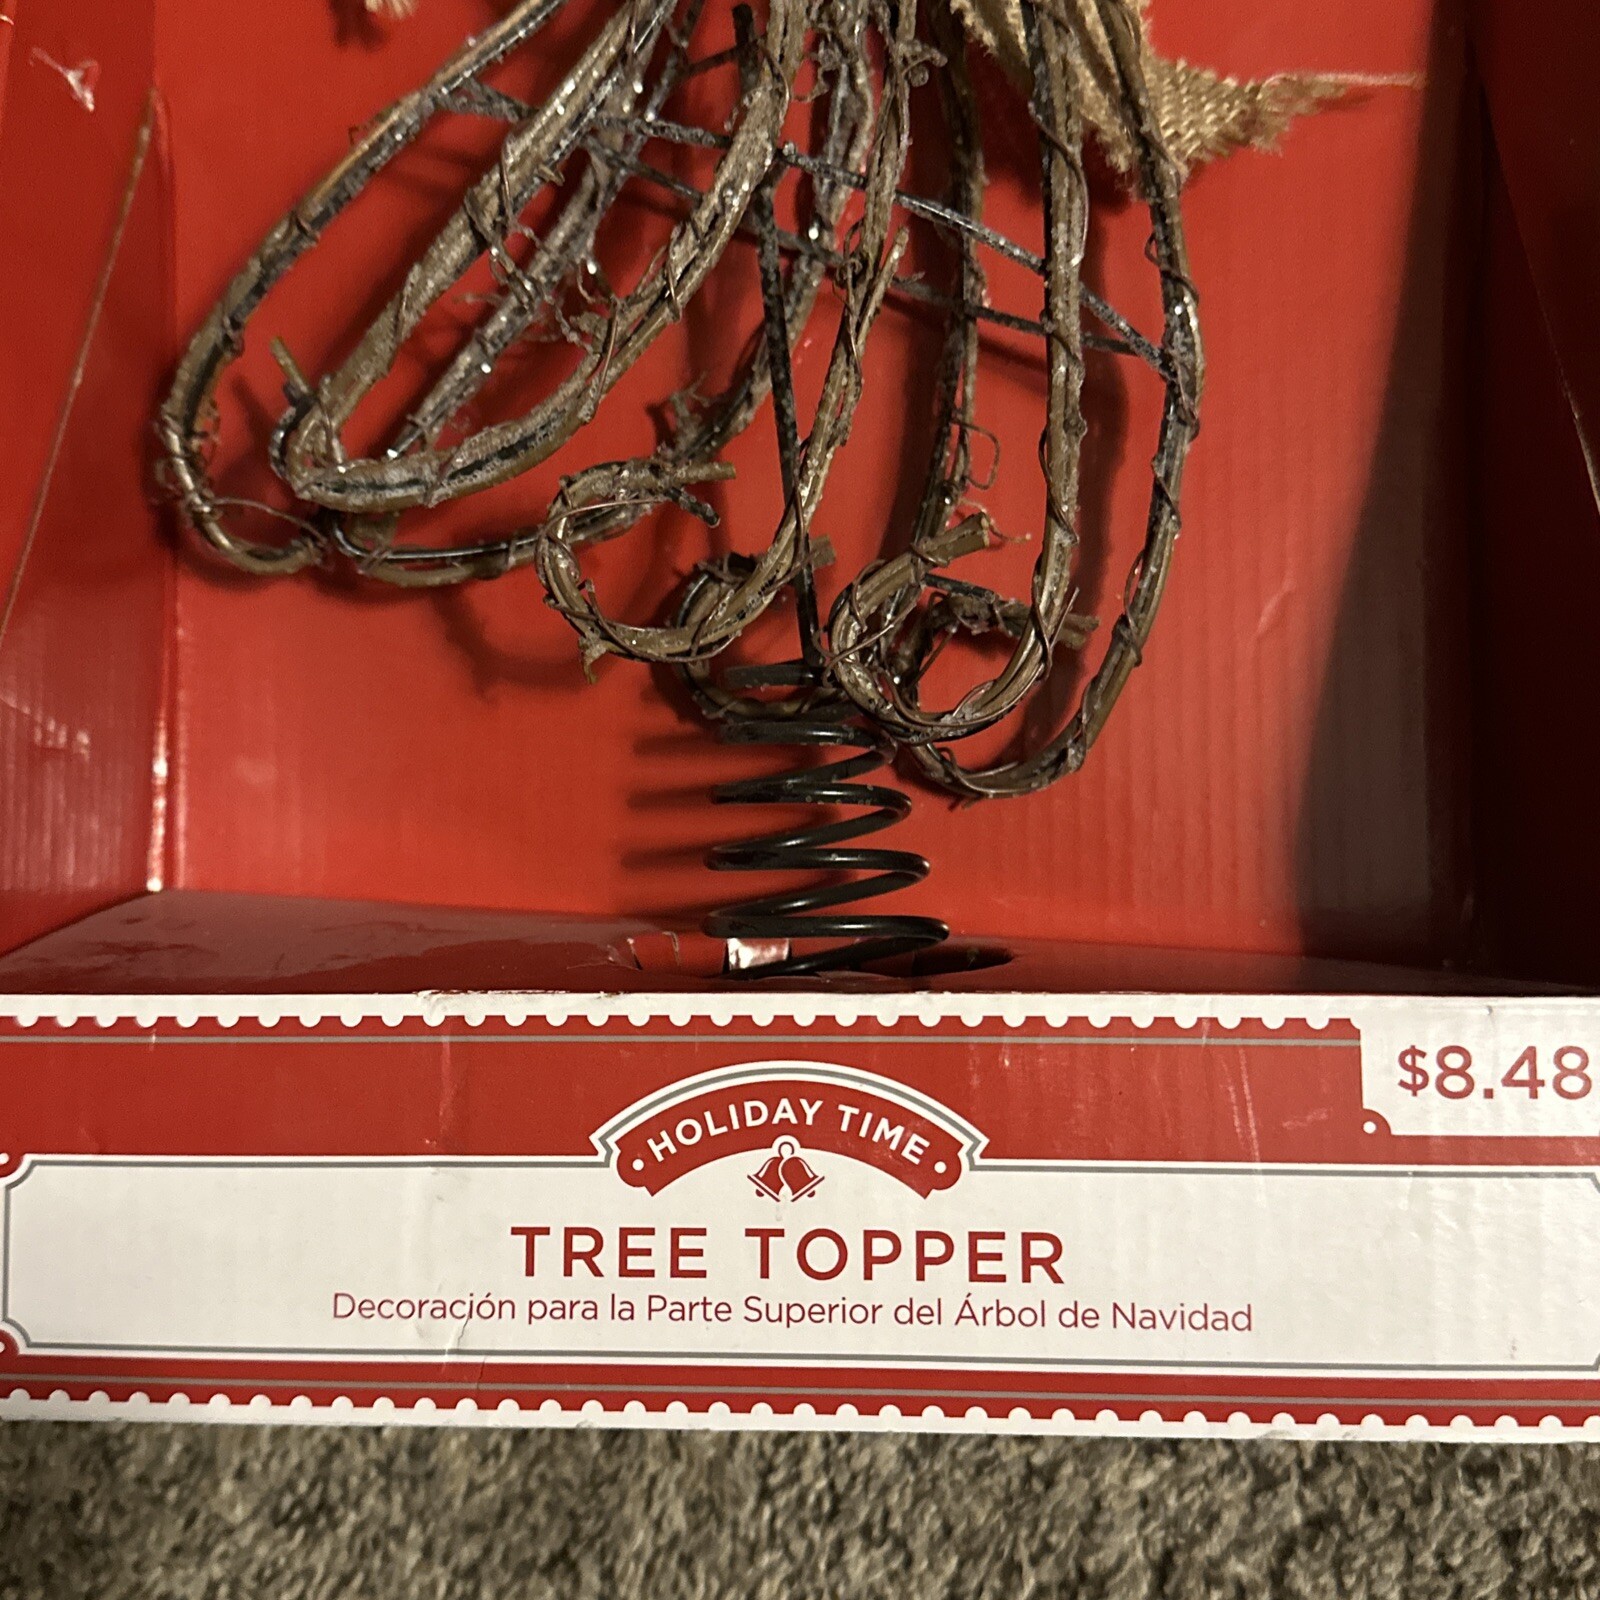 $8.48
HOLIDAY TIME
TREE TOPPER
Decoración para la Parte Superior del Árbol de Navidad